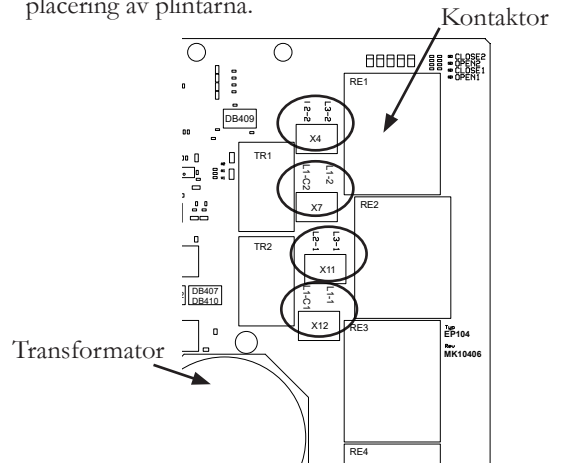 placering av plintarna.
Kontaktor
CLOSE2
OPEN2
CLOSE1
OPEN1
RE1
L2-2
L3-2
DB409
X4
TR1
L1-C2
L1-2
X7
RE2
TR2
L2-1
L3-1
X11
DB407
DB410
L1-C1
L1-1
X12
RE3
Typ
EP104
Rev
MK10406
Transformator
RE4